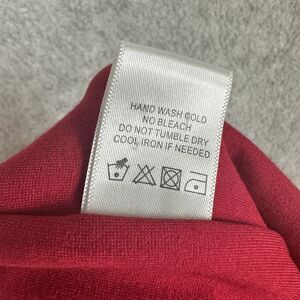 HAND WASH COLD
NO BLEACH
DO NOT TUMBLE DRY
COOL IRON IF NEEDED